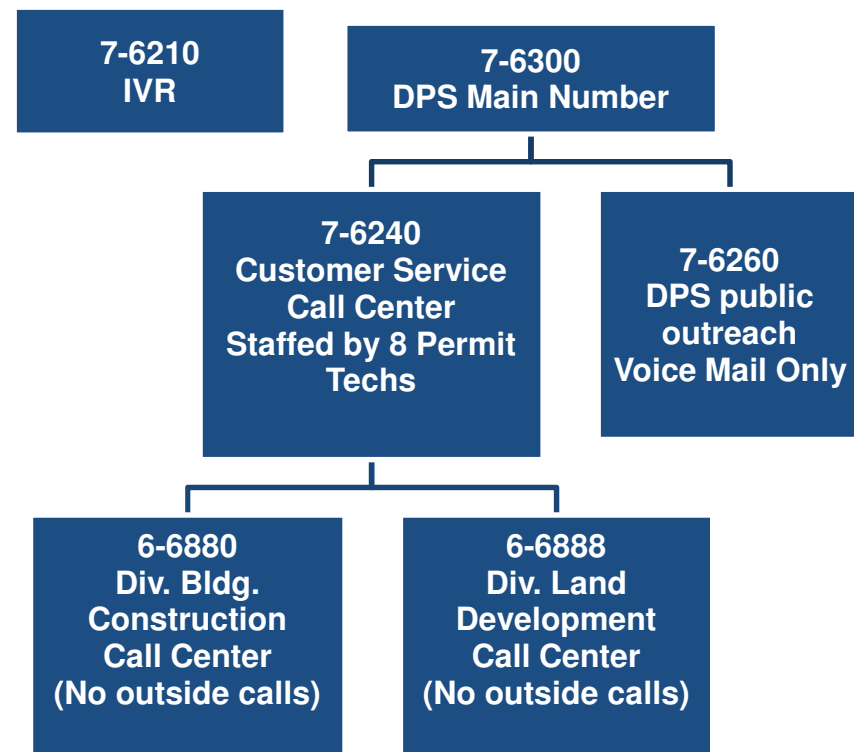 7-6210
IVR
7-6300
DPS Main Number
7-6240
Customer Service
Call Center
Staffed by 8 Permit
Techs
7-6260
DPS public
outreach
Voice Mail Only
6-6880
Div. Bldg.
Construction
Call Center
(No outside calls)
6-6888
Div. Land
Development
Call Center
(No outside calls)